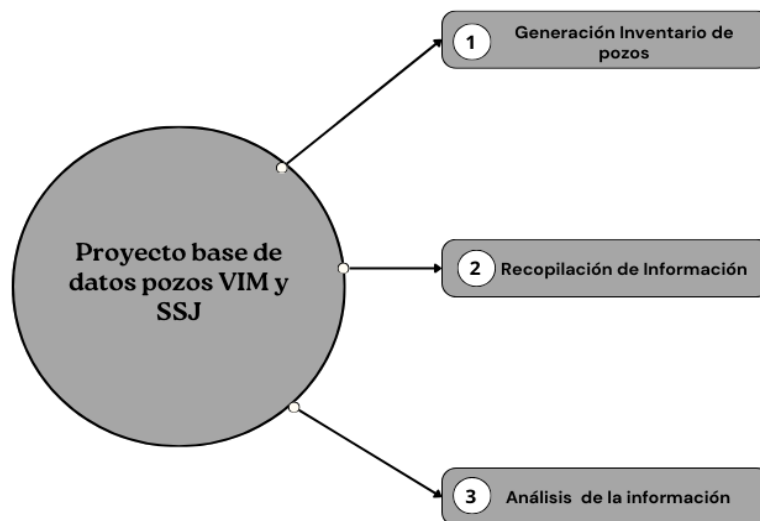 1
Generación Inventario de
pozos
Proyecto base de
datos pozos VIM y
SSJ
2
Recopilación de Información
3
Análisis de la información